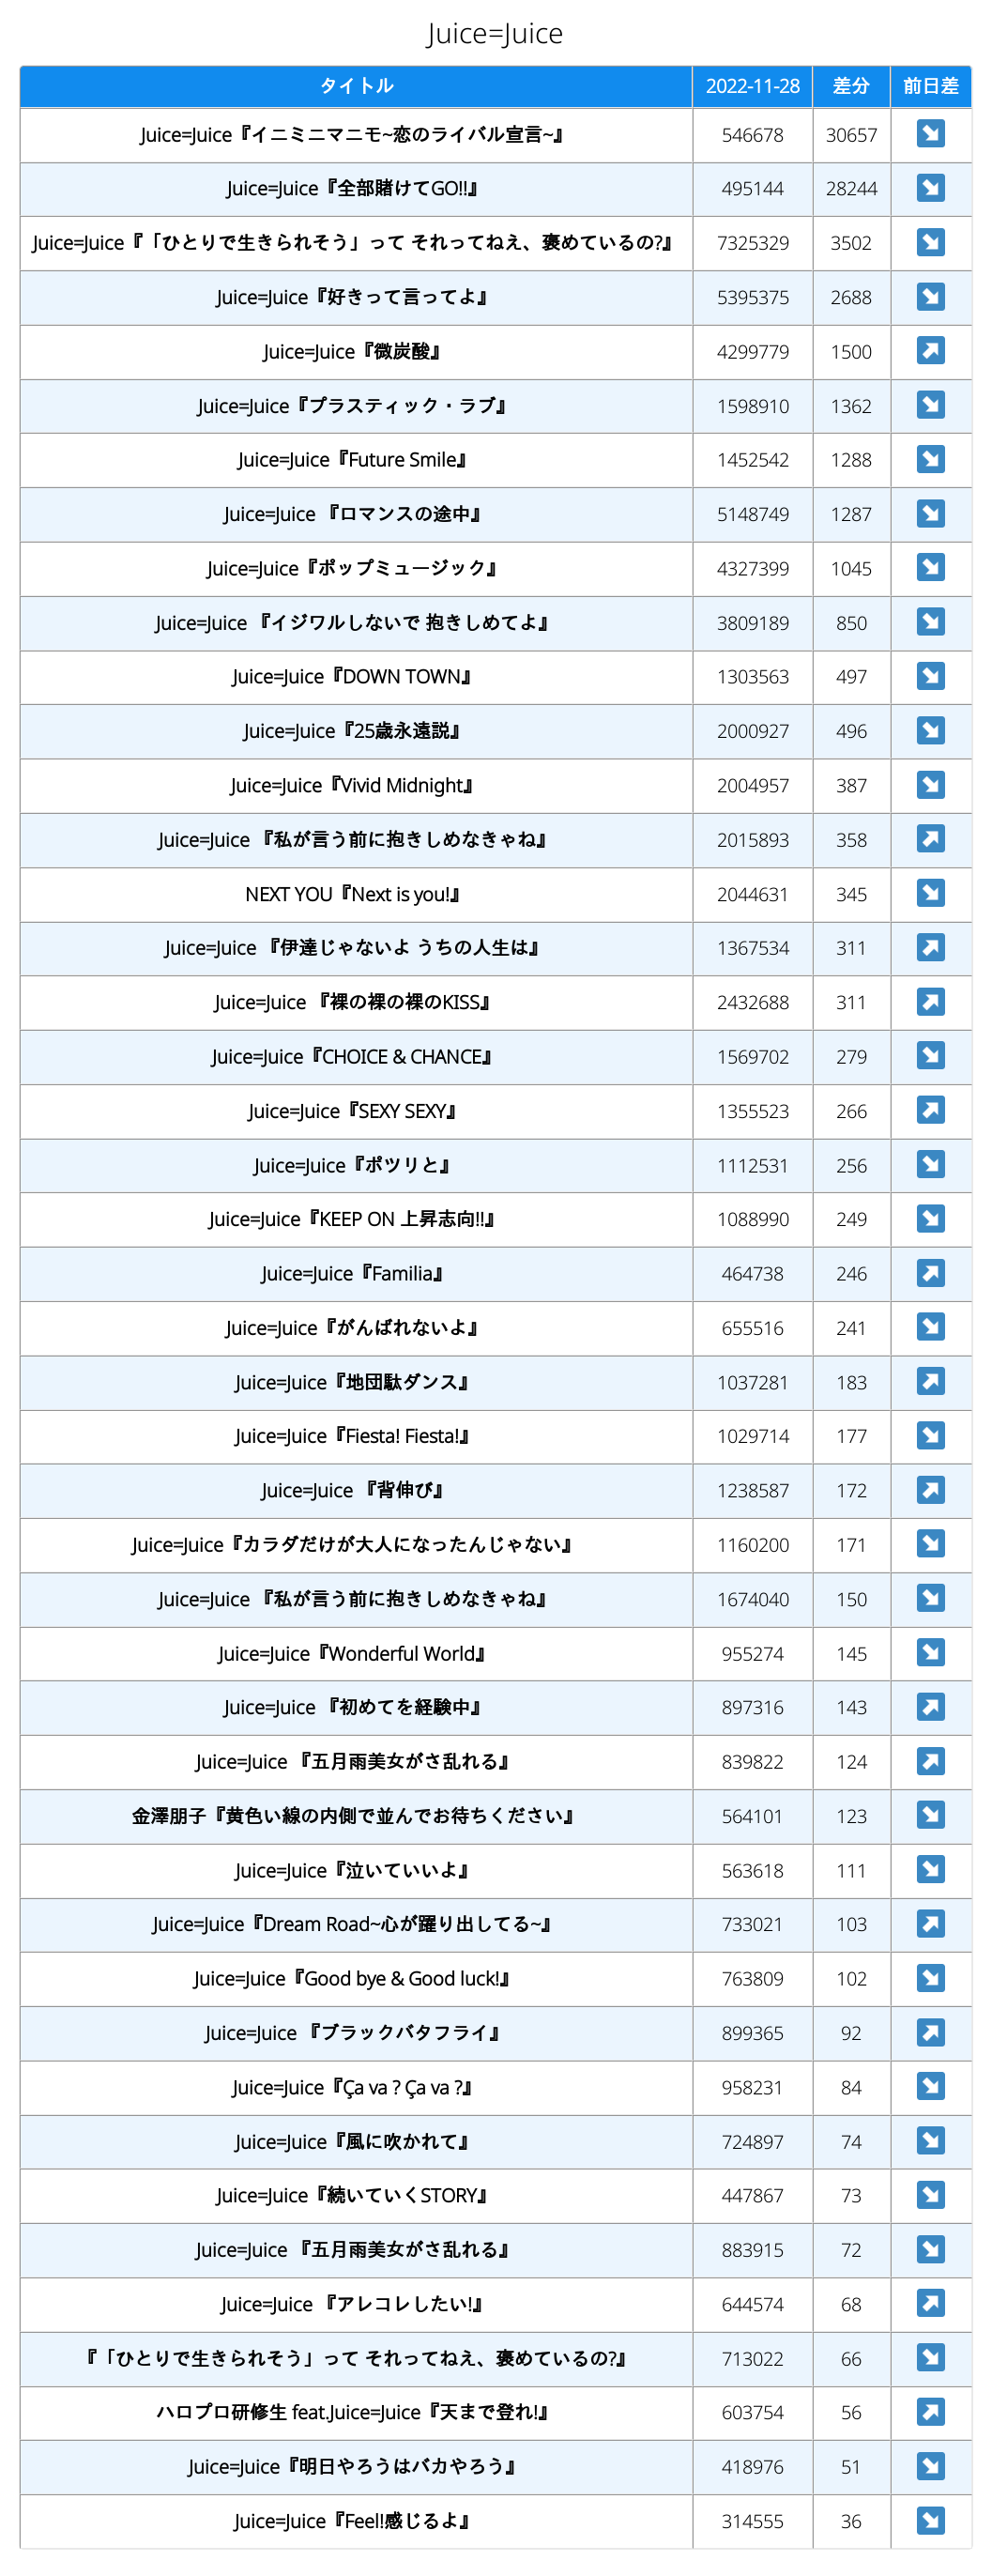 Juice=Juice
タイトル 2022-11-28 差分 前日差
Juice=Juice『イニミニマニモ~恋のライバル宣言~』 546678 30657 ↘
Juice=Juice『全部賭けてGO!!』 495144 28244 ↘
Juice=Juice『「ひとりで生きられそう」って それってねえ、褒めているの?』 7325329 3502 ↘
Juice=Juice『好きって言ってよ』 5395375 2688 ↘
Juice=Juice『微炭酸』 4299779 1500 ↗
Juice=Juice『プラスティック・ラブ』 1598910 1362 ↘
Juice=Juice『Future Smile』 1452542 1288 ↘
Juice=Juice 『ロマンスの途中』 5148749 1287 ↘
Juice=Juice『ポップミュージック』 4327399 1045 ↘
Juice=Juice 『イジワルしないで 抱きしめてよ』 3809189 850 ↘
Juice=Juice『DOWN TOWN』 1303563 497 ↘
Juice=Juice『25歳永遠説』 2000927 496 ↘
Juice=Juice『Vivid Midnight』 2004957 387 ↘
Juice=Juice 『私が言う前に抱きしめなきゃね』 2015893 358 ↗
NEXT YOU『Next is you!』 2044631 345 ↘
Juice=Juice 『伊達じゃないよ うちの人生は』 1367534 311 ↗
Juice=Juice 『裸の裸の裸のKISS』 2432688 311 ↗
Juice=Juice『CHOICE & CHANCE』 1569702 279 ↘
Juice=Juice『SEXY SEXY』 1355523 266 ↗
Juice=Juice『ポツリと』 1112531 256 ↘
Juice=Juice『KEEP ON 上昇志向!!』 1088990 249 ↘
Juice=Juice『Familia』 464738 246 ↗
Juice=Juice『がんばれないよ』 655516 241 ↘
Juice=Juice『地団駄ダンス』 1037281 183 ↗
Juice=Juice『Fiesta! Fiesta!』 1029714 177 ↘
Juice=Juice 『背伸び』 1238587 172 ↗
Juice=Juice『カラダだけが大人になったんじゃない』 1160200 171 ↘
Juice=Juice 『私が言う前に抱きしめなきゃね』 1674040 150 ↘
Juice=Juice『Wonderful World』 955274 145 ↘
Juice=Juice 『初めてを経験中』 897316 143 ↗
Juice=Juice 『五月雨美女がさ乱れる』 839822 124 ↗
金澤朋子『黄色い線の内側で並んでお待ちください』 564101 123 ↘
Juice=Juice『泣いていいよ』 563618 111 ↘
Juice=Juice『Dream Road~心が躍り出してる~』 733021 103 ↗
Juice=Juice『Good bye & Good luck!』 763809 102 ↘
Juice=Juice 『ブラックバタフライ』 899365 92 ↗
Juice=Juice『Ça va ? Ça va ?』 958231 84 ↘
Juice=Juice『風に吹かれて』 724897 74 ↘
Juice=Juice『続いていくSTORY』 447867 73 ↘
Juice=Juice 『五月雨美女がさ乱れる』 883915 72 ↘
Juice=Juice 『アレコレしたい!』 644574 68 ↗
『「ひとりで生きられそう」って それってねえ、褒めているの?』 713022 66 ↘
ハロプロ研修生 feat.Juice=Juice『天まで登れ!』 603754 56 ↗
Juice=Juice『明日やろうはバカやろう』 418976 51 ↘
Juice=Juice『Feel!感じるよ』 314555 36 ↘